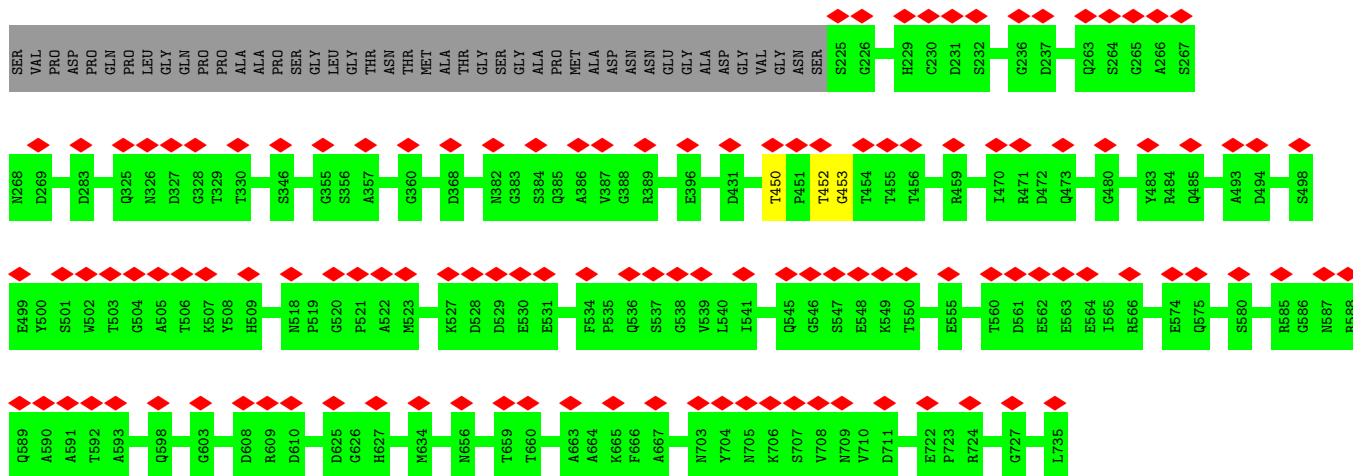 SER VAL PRO ASP PRO GLN PRO LEU GLY GLN PRO PRO ALA ALA PRO SER GLY LEU GLY THR ASN THR MET ALA THR GLY SER GLY ALA PRO MET ALA ASP ASN ASN GLU GLY ALA ASP GLY VAL GLY ASN SER S225 G226 H229 C230 D231 S232 G236 D237 Q263 S264 G265 A266 S267
N268 D269 D283 Q325 N326 D327 G328 T329 T330 S346 G355 S356 A357 G360 D368 N382 G383 S384 Q385 A386 V387 G388 R389 E396 D431 T450 P451 T452 G453 T454 T455 T456 R459 I470 R471 D472 Q473 G480 Y483 R484 Q485 A493 D494 S498
E499 Y500 S501 W502 T503 G504 A505 T506 K507 Y508 H509 N518 P519 G520 P521 A522 M523 K527 D528 D529 E530 E531 F534 P535 Q536 S537 G538 V539 L540 I541 Q545 G546 S547 E548 K549 T550 E555 T560 D561 E562 E563 E564 I565 R566 E574 Q575 S580 R585 G586 N587 R588
Q589 A590 A591 T592 A593 Q598 G603 D608 R609 D610 D625 G626 H627 M634 N656 T659 T660 A663 A664 K665 F666 A667 N703 Y704 N705 K706 S707 V708 N709 V710 D711 E722 P723 R724 G727 L735